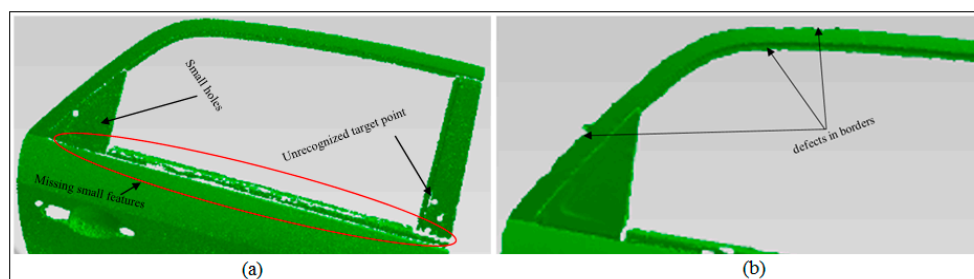 Small holes
Unrecognized target point
Missing small features
defects in borders
(a)
(b)